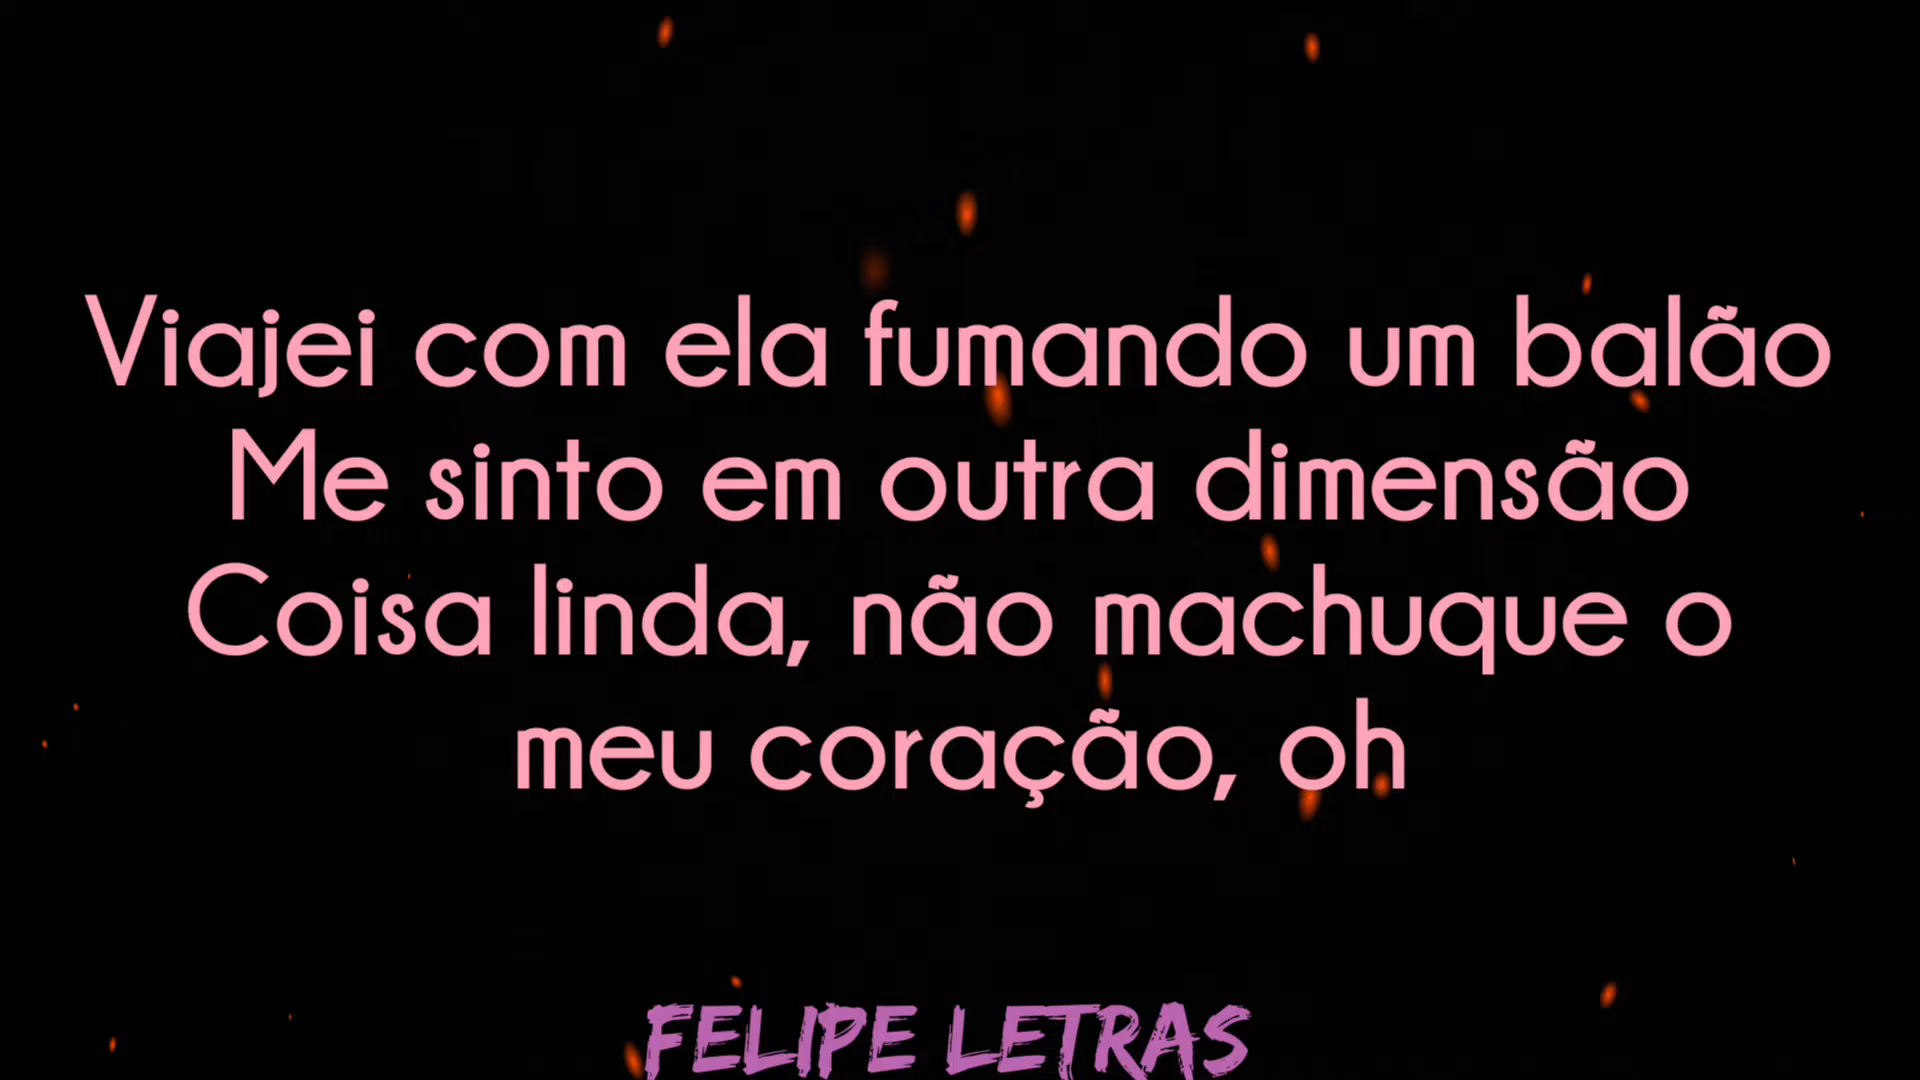 Viajei com ela fumando um balão
Me sinto em outra dimensão
Coisa linda, não machuque o
meu coração, oh
FELIPE LETRAS